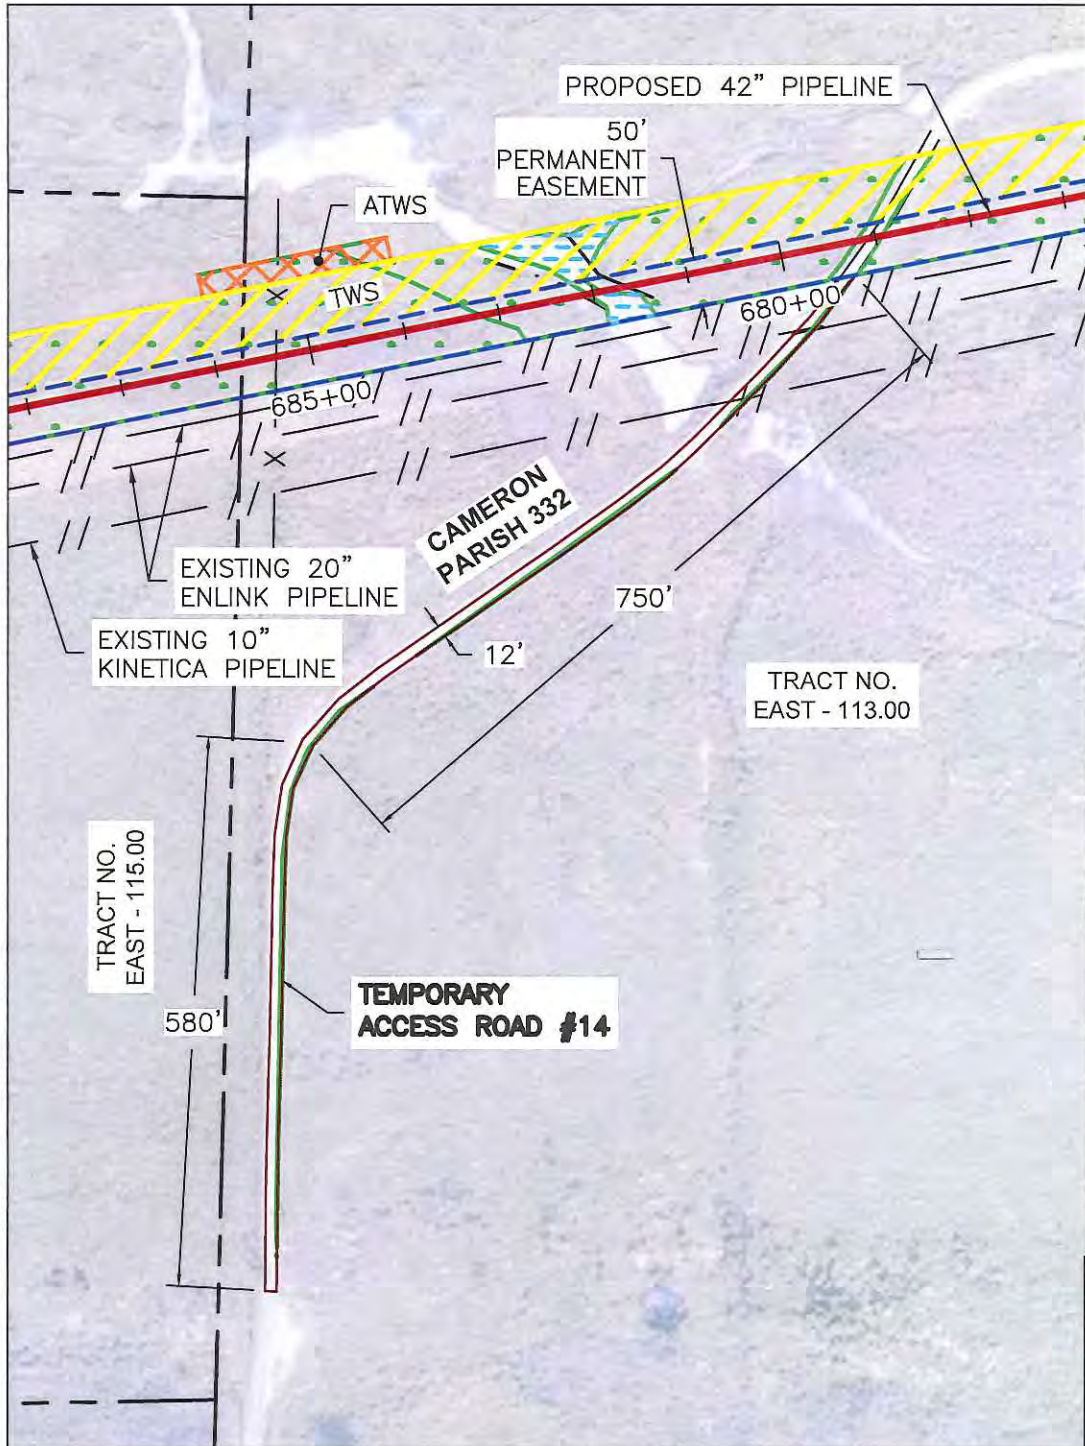 PROPOSED 42" PIPELINE
50'
PERMANENT
EASEMENT
ATWS
TWS
680+00
685+00
CAMERON
PARISH 332
EXISTING 20"
ENLINK PIPELINE
750'
EXISTING 10"
KINETICA PIPELINE
12'
TRACT NO.
EAST - 113.00
TRACT NO.
EAST - 115.00
TEMPORARY
ACCESS ROAD #14
580'